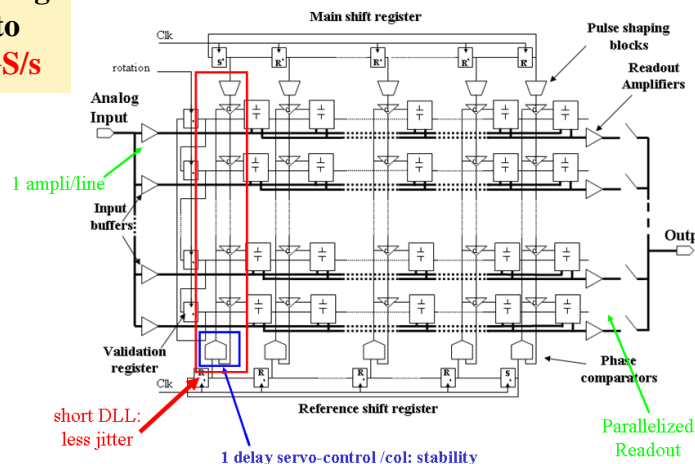 to
S/s
Main shift register
Clk
S'
R'
R'
R'
R'
rotation
Pulse shaping
blocks
Readout
Amplifiers
Analog
Input
1 ampli/line
Input
buffers
Outp
Validation
register
Phase
comparators
Clk
R
R
R
R
S
Reference shift register
short DLL:
less jitter
1 delay servo-control /col: stability
Parallelized
Readout